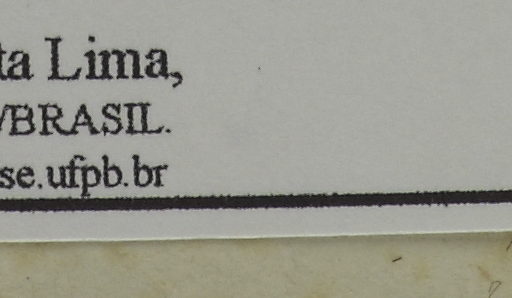 ta Lima,
/BRASIL.
se.ufpb.br